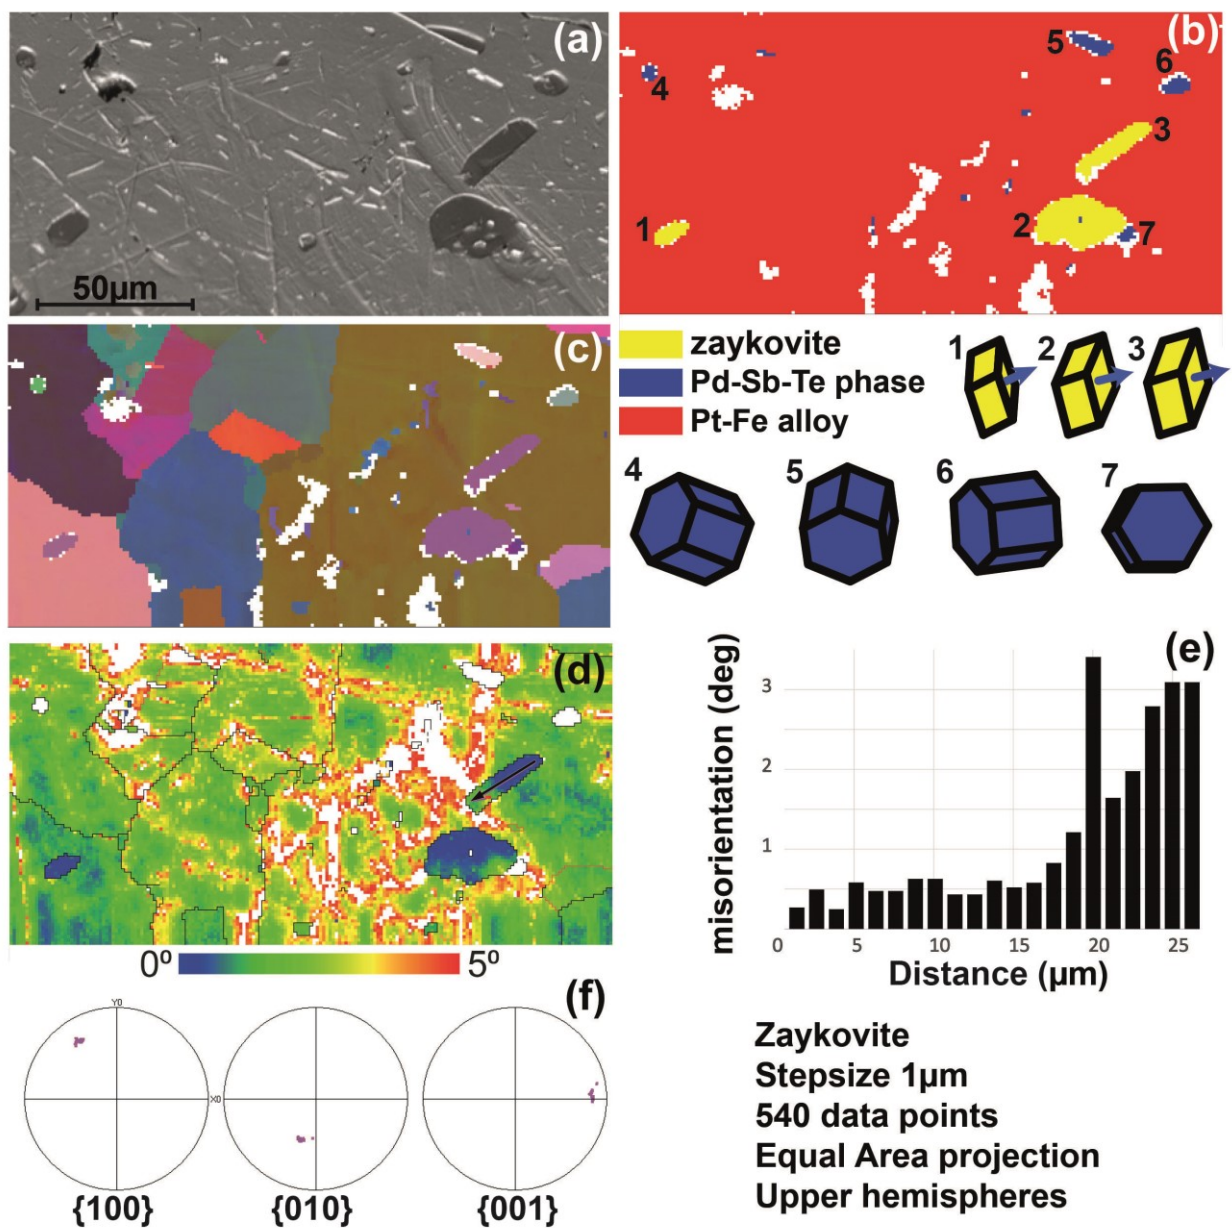 (a)
50µm
(b)
5
6
4
3
1
2
7
(c)
zaykovite
Pd-Sb-Te phase
Pt-Fe alloy
1 2 3
4 5 6 7
(d)
0º 5º
(e)
misorientation (deg)
3
2
1
0 5 10 15 20 25
Distance (µm)
(f)
Y0
X0 X0
{100} {010} {001}
Zaykovite
Stepsize 1µm
540 data points
Equal Area projection
Upper hemispheres